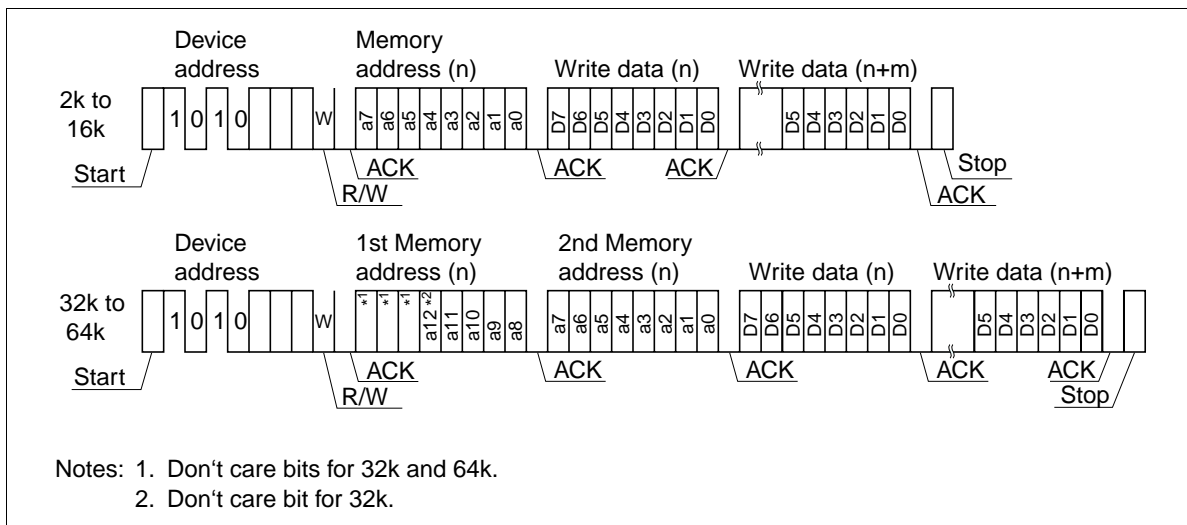 Device address
Memory address (n)
Write data (n)
Write data (n+m)
2k to 16k
1 0 1 0 W a7 a6 a5 a4 a3 a2 a1 a0 D7 D6 D5 D4 D3 D2 D1 D0 D5 D4 D3 D2 D1 D0
Start
R/W
ACK
ACK
ACK
Stop
ACK
Device address
1st Memory address (n)
2nd Memory address (n)
Write data (n)
Write data (n+m)
32k to 64k
1 0 1 0 W *1 *1 *1 a12*2 a11 a10 a9 a8 a7 a6 a5 a4 a3 a2 a1 a0 D7 D6 D5 D4 D3 D2 D1 D0 D5 D4 D3 D2 D1 D0
Start
R/W
ACK
ACK
ACK
ACK
ACK
Stop
Notes: 1. Don‘t care bits for 32k and 64k.
2. Don‘t care bit for 32k.